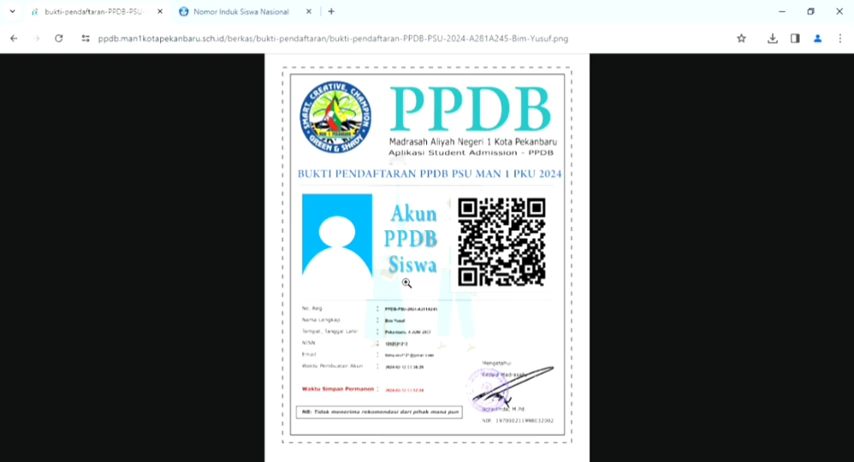 bukti-pendaftaran-PPDB-PSU-
Nomor Induk Siswa Nasional
ppdb.man1kotapekanbaru.sch.id/berkas/bukti-pendaftaran/bukti-pendaftaran-PPDB-PSU-2024-A281A245-Bim-Yusuf.png
SMART, CREATIVE, CHAMPION
GREEN & SHADY
PPDB
Madrasah Aliyah Negeri 1 Kota Pekanbaru
Aplikasi Student Admission - PPDB
BUKTI PENDAFTARAN PPDB PSU MAN 1 PKU 2024
Akun
PPDB
Siswa
No. Reg :
Nama Lengkap : Bim Yusuf
Tempat, Tanggal Lahir :
NISN :
Email :
Waktu Pembuatan Akun :
Waktu Simpan Permanen :
Mengetahui
Kepala Madrasah
NB: Tidak menerima rekomendasi dari pihak mana pun
M.Pd